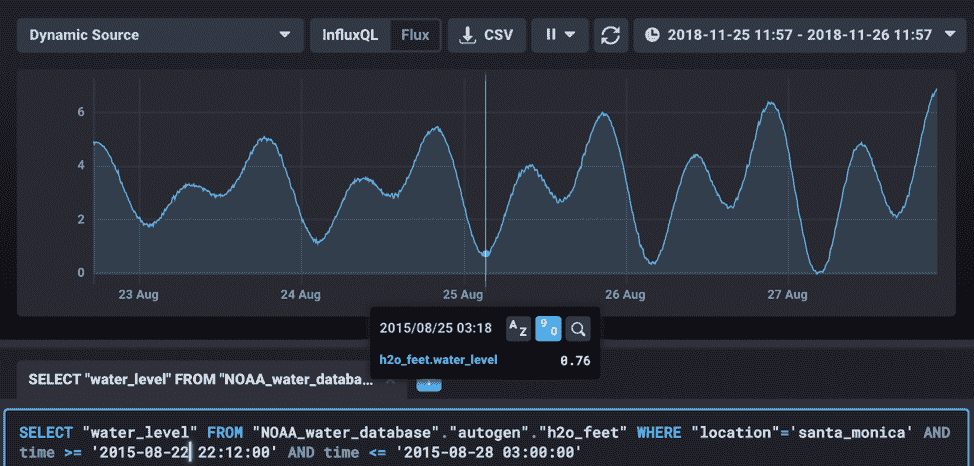 Dynamic Source
InfluxQL
Flux
CSV
2018-11-25 11:57 - 2018-11-26 11:57
6
4
2
0
23 Aug
24 Aug
25 Aug
26 Aug
27 Aug
2015/08/25 03:18
A
Z
9
0
h2o_feet.water_level
0.76
SELECT "water_level" FROM "NOAA_water_databa...
SELECT "water_level" FROM "NOAA_water_database"."autogen"."h2o_feet" WHERE "location"='santa_monica' AND
time >= '2015-08-22 22:12:00' AND time <= '2015-08-28 03:00:00'